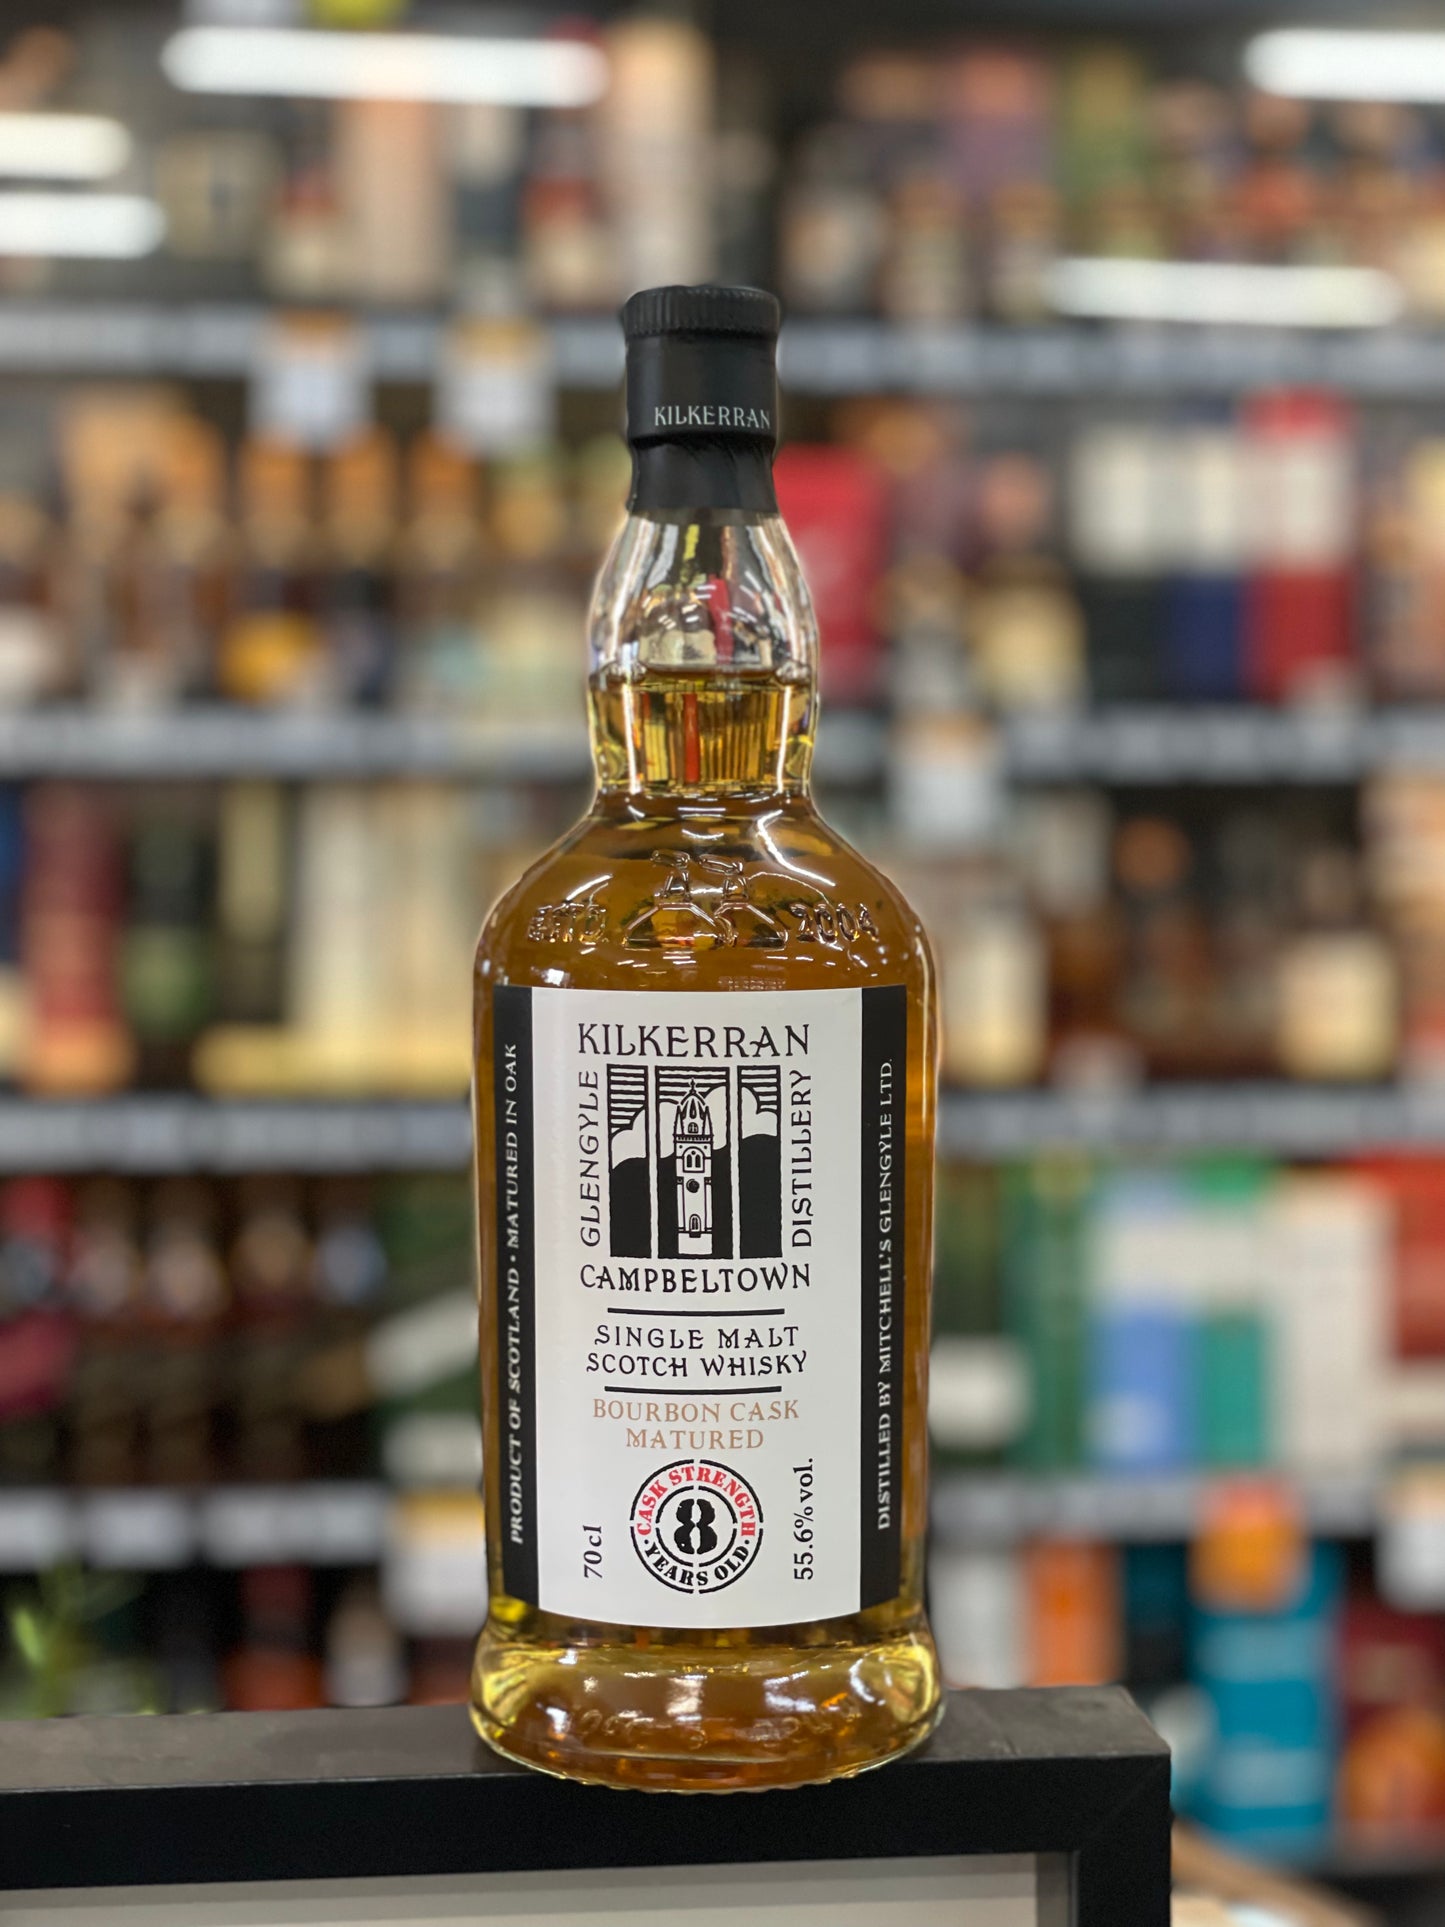 KILKERRAN
ESTD. 2004
KILKERRAN
GLENGYLE
DISTILLERY
CAMPBELTOWN
SINGLE MALT
SCOTCH WHISKY
BOURBON CASK
MATURED
CASK STRENGTH
8
YEARS OLD
70cl
55.6% vol.
PRODUCT OF SCOTLAND • MATURED IN OAK
DISTILLED BY MITCHELL'S GLENGYLE LTD.